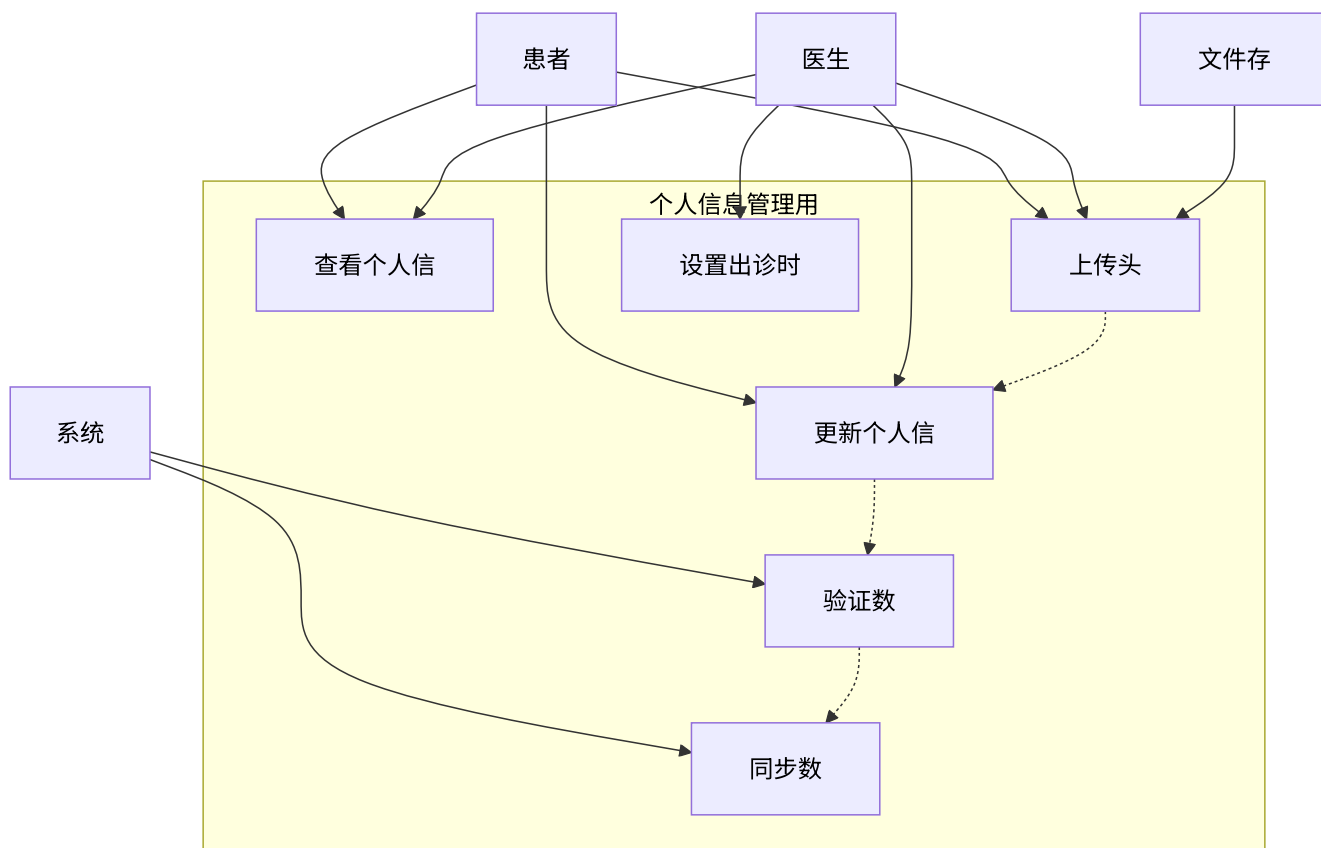 患者
医生
文件存
个人信息管理用
查看个人信
设置出诊时
上传头
系统
更新个人信
验证数
同步数